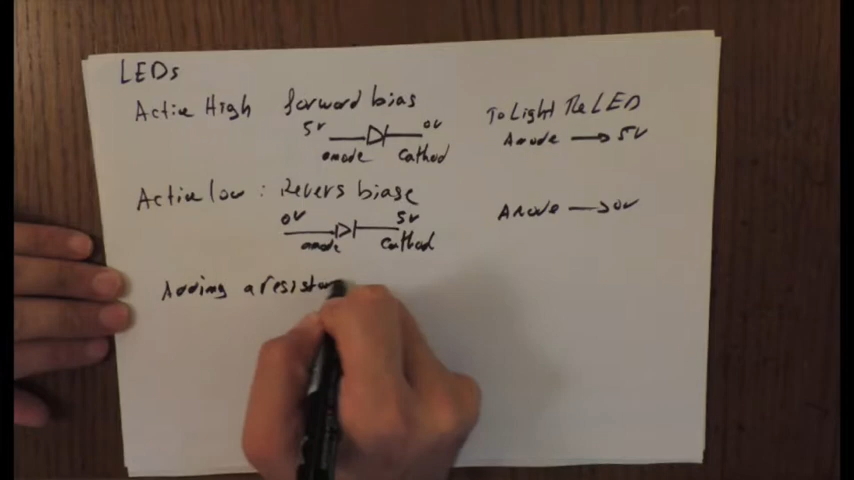 LEDs
Active High forward bias
5v 0v
anode cathod
To Light The LED
Anode → 5v
Active low : Revers biase
0v 5v
anode cathod
Anode → 0v
Adding a resistor